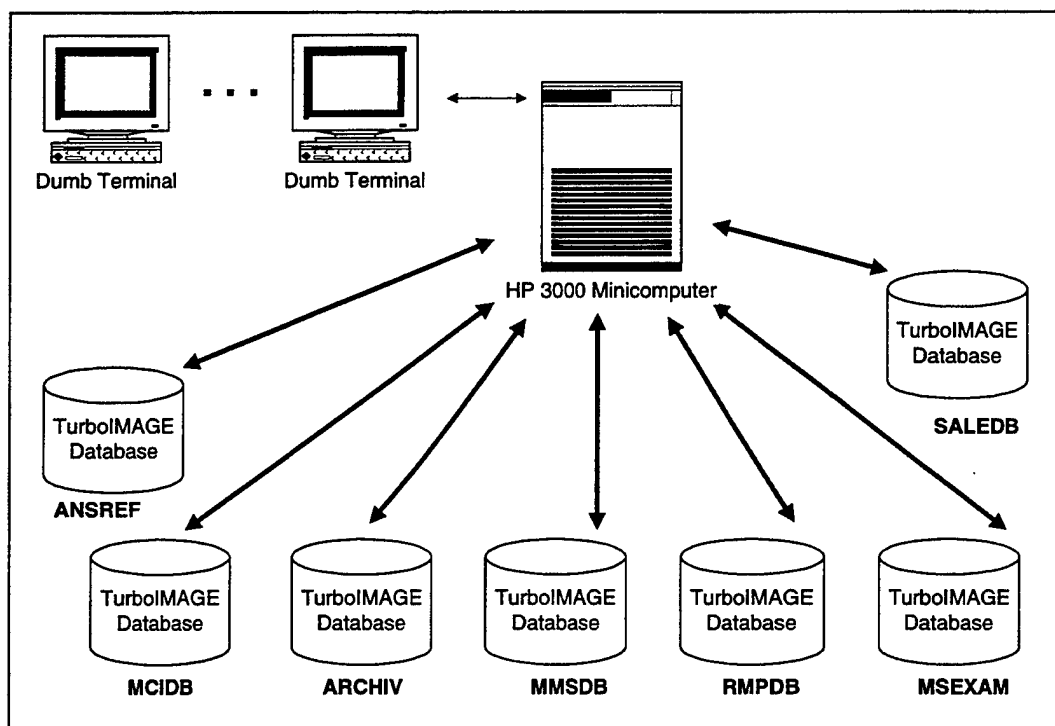 Dumb Terminal
Dumb Terminal
HP 3000 Minicomputer
TurboIMAGE
Database
SALEDB
TurboIMAGE
Database
ANSREF
TurboIMAGE
Database
MCIDB
TurboIMAGE
Database
ARCHIV
TurboIMAGE
Database
MMSDB
TurboIMAGE
Database
RMPDB
TurboIMAGE
Database
MSEXAM